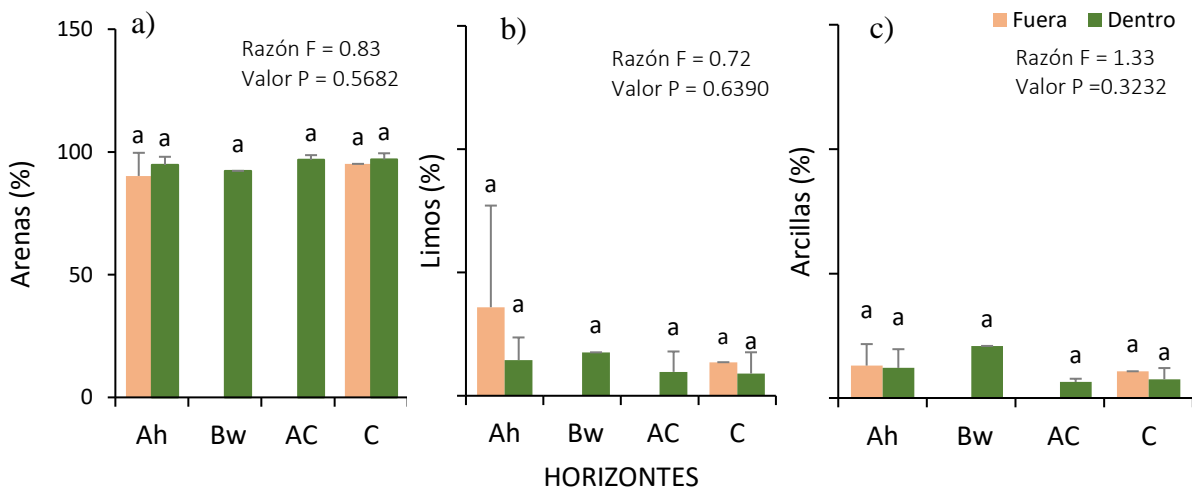 a)
Razón F = 0.83
Valor P = 0.5682
Arenas (%)
150
100
50
0
a a a a a a
Ah Bw AC C
b)
Razón F = 0.72
Valor P = 0.6390
Limos (%)
a a a a a a
Ah Bw AC C
HORIZONTES
Fuera Dentro
c)
Razón F = 1.33
Valor P =0.3232
Arcillas (%)
a a a a a a
Ah Bw AC C